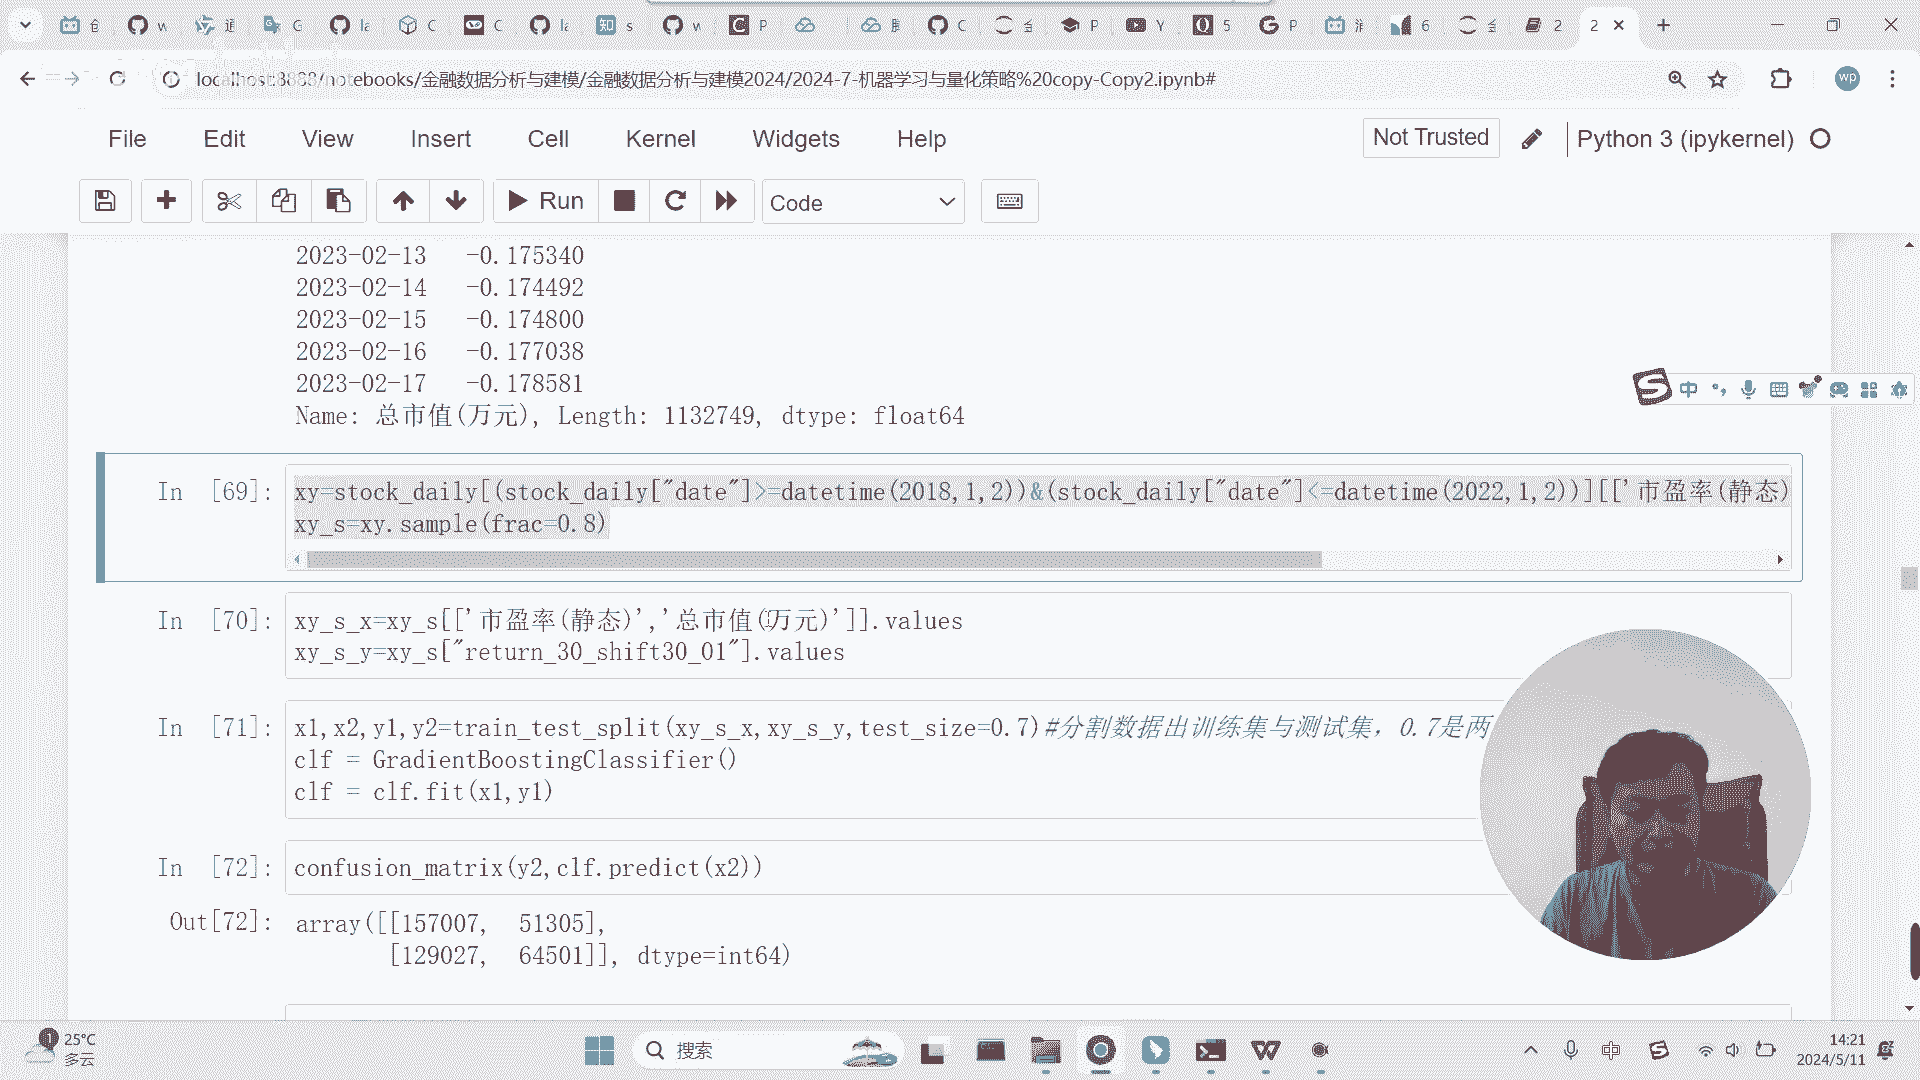 localhost:8888/notebooks/金融数据分析与建模/金融数据分析与建模2024/2024-7-机器学习与量化策略%20copy-Copy2.ipynb#
wp
File Edit View Insert Cell Kernel Widgets Help
Not Trusted
Python 3 (ipykernel)
Run
Code
2023-02-13 -0.175340
2023-02-14 -0.174492
2023-02-15 -0.174800
2023-02-16 -0.177038
2023-02-17 -0.178581
Name: 总市值(万元), Length: 1132749, dtype: float64
In [69]:
xy=stock_daily[(stock_daily["date"]>=datetime(2018,1,2))&(stock_daily["date"]<=datetime(2022,1,2))][['市盈率(静态)
xy_s=xy.sample(frac=0.8)
In [70]:
xy_s_x=xy_s[['市盈率(静态)','总市值(万元)']].values
xy_s_y=xy_s["return_30_shift30_01"].values
In [71]:
x1,x2,y1,y2=train_test_split(xy_s_x,xy_s_y,test_size=0.7)#分割数据出训练集与测试集，0.7是两
clf = GradientBoostingClassifier()
clf = clf.fit(x1,y1)
In [72]:
confusion_matrix(y2,clf.predict(x2))
Out[72]:
array([[157007, 51305],
[129027, 64501]], dtype=int64)
中
25°C
多云
搜索
中
14:21
2024/5/11